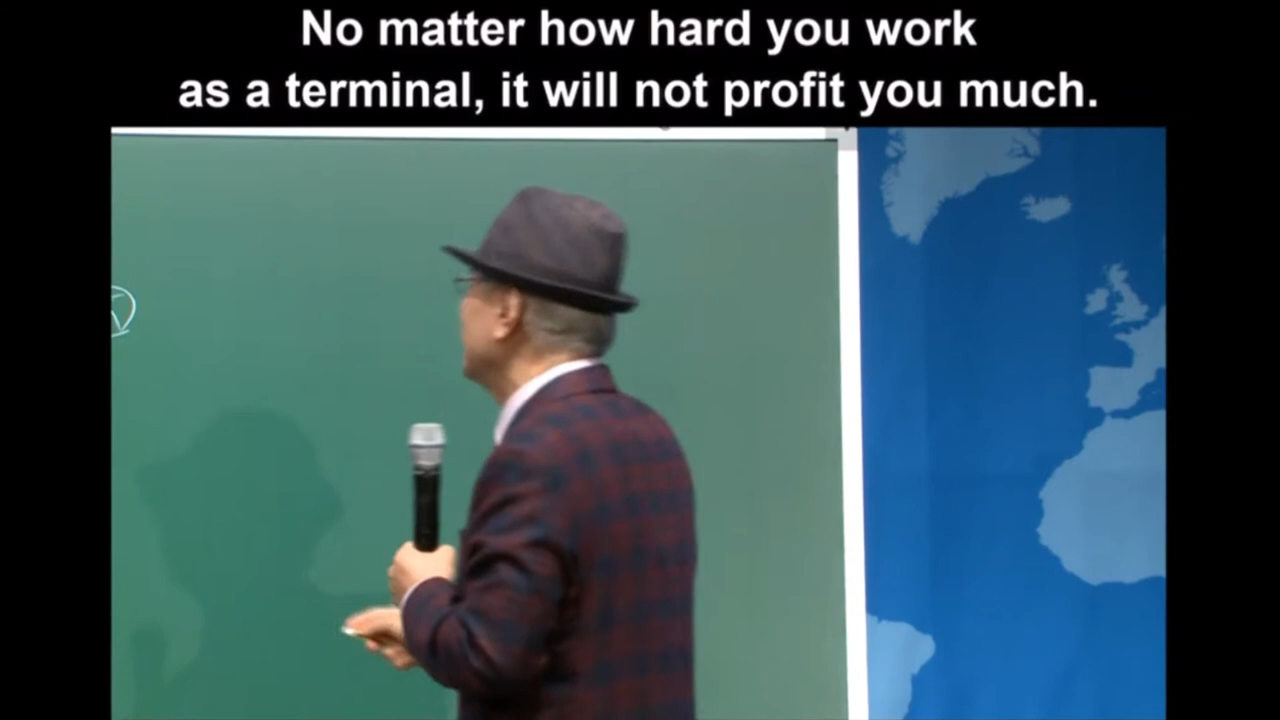 No matter how hard you work
as a terminal, it will not profit you much.